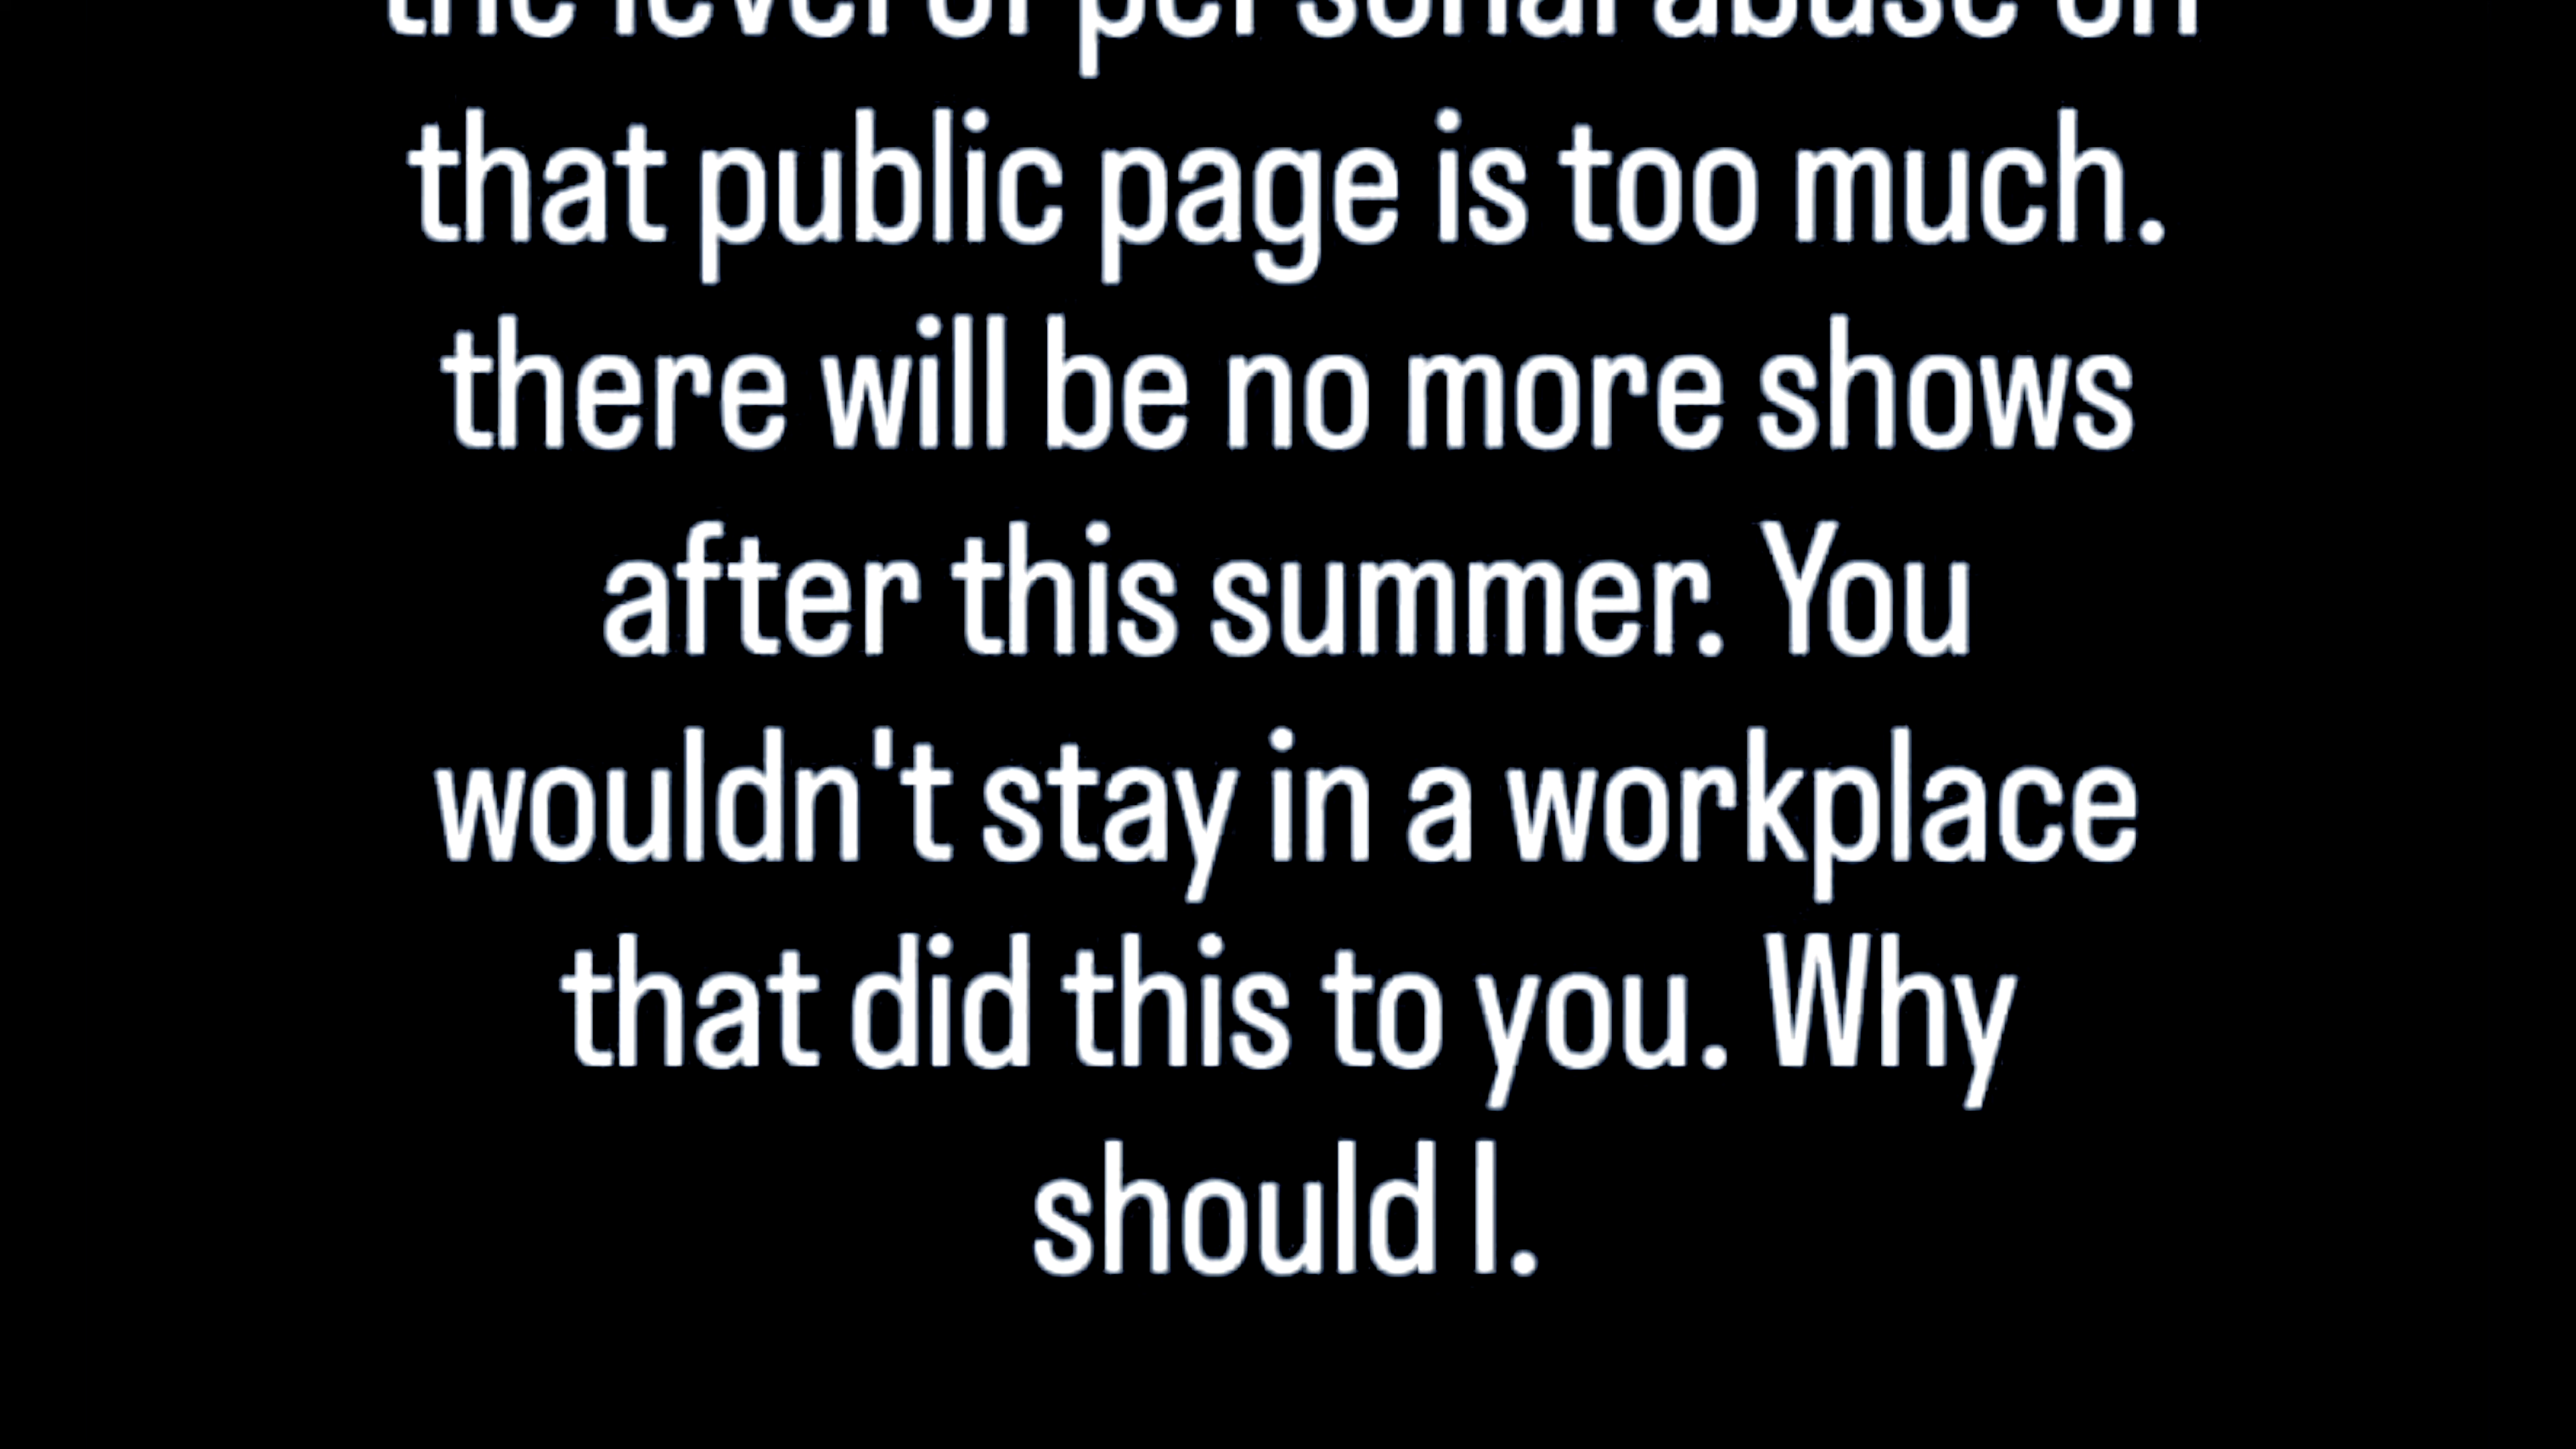 the level of personal abuse on
that public page is too much.
there will be no more shows
after this summer. You
wouldn't stay in a workplace
that did this to you. Why
should I.